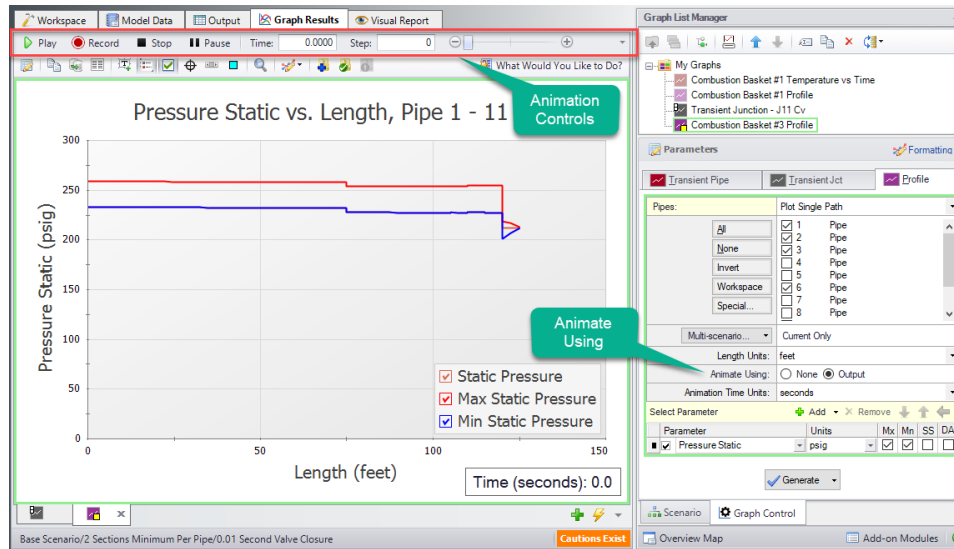 Workspace Model Data Output Graph Results Visual Report
Play Record Stop Pause Time: 0.0000 Step: 0
What Would You Like to Do?
Animation
Controls
Pressure Static vs. Length, Pipe 1 - 11
300
250
200
150
100
50
0
Pressure Static (psig)
0 50 100 150
Length (feet)
Static Pressure
Max Static Pressure
Min Static Pressure
Time (seconds): 0.0
Base Scenario/2 Sections Minimum Per Pipe/0.01 Second Valve Closure
Cautions Exist
Graph List Manager
My Graphs
Combustion Basket #1 Temperature vs Time
Combustion Basket #1 Profile
Transient Junction - J11 Cv
Combustion Basket #3 Profile
Parameters Formatting
Transient Pipe Transient Jct Profile
Pipes: Plot Single Path
All
None
Invert
Workspace
Special...
1 Pipe
2 Pipe
3 Pipe
4 Pipe
5 Pipe
6 Pipe
7 Pipe
8 Pipe
Animate
Using
Multi-scenario... Current Only
Length Units: feet
Animate Using: None Output
Animation Time Units: seconds
Select Parameter Add Remove
Parameter Units Mx Mn SS DA
Pressure Static psig
Generate
Scenario Graph Control
Overview Map Add-on Modules